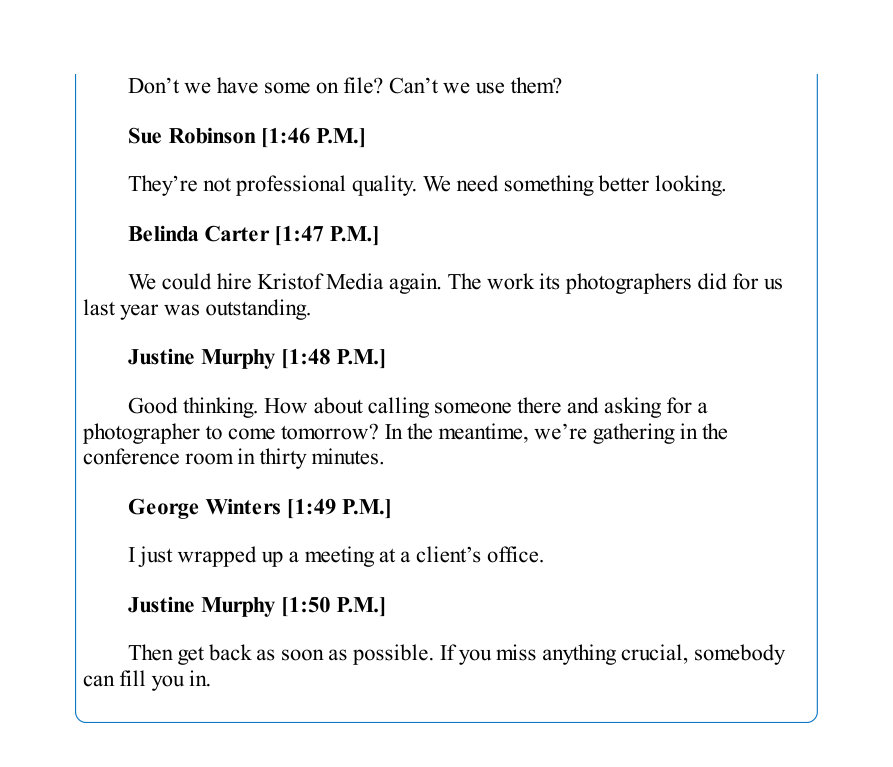 Don’t we have some on file? Can’t we use them?
Sue Robinson [1:46 P.M.]
They’re not professional quality. We need something better looking.
Belinda Carter [1:47 P.M.]
We could hire Kristof Media again. The work its photographers did for us
last year was outstanding.
Justine Murphy [1:48 P.M.]
Good thinking. How about calling someone there and asking for a
photographer to come tomorrow? In the meantime, we’re gathering in the
conference room in thirty minutes.
George Winters [1:49 P.M.]
I just wrapped up a meeting at a client’s office.
Justine Murphy [1:50 P.M.]
Then get back as soon as possible. If you miss anything crucial, somebody
can fill you in.